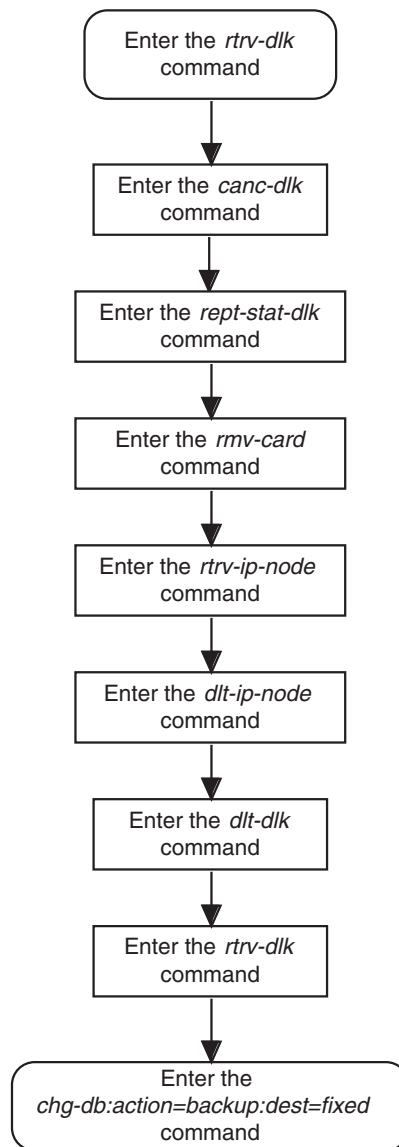 Enter the rtrv-dlk
command
Enter the canc-dlk
command
Enter the rept-stat-dlk
command
Enter the rmv-card
command
Enter the rtrv-ip-node
command
Enter the dlt-ip-node
command
Enter the dlt-dlk
command
Enter the rtrv-dlk
command
Enter the
chg-db:action=backup:dest=fixed
command